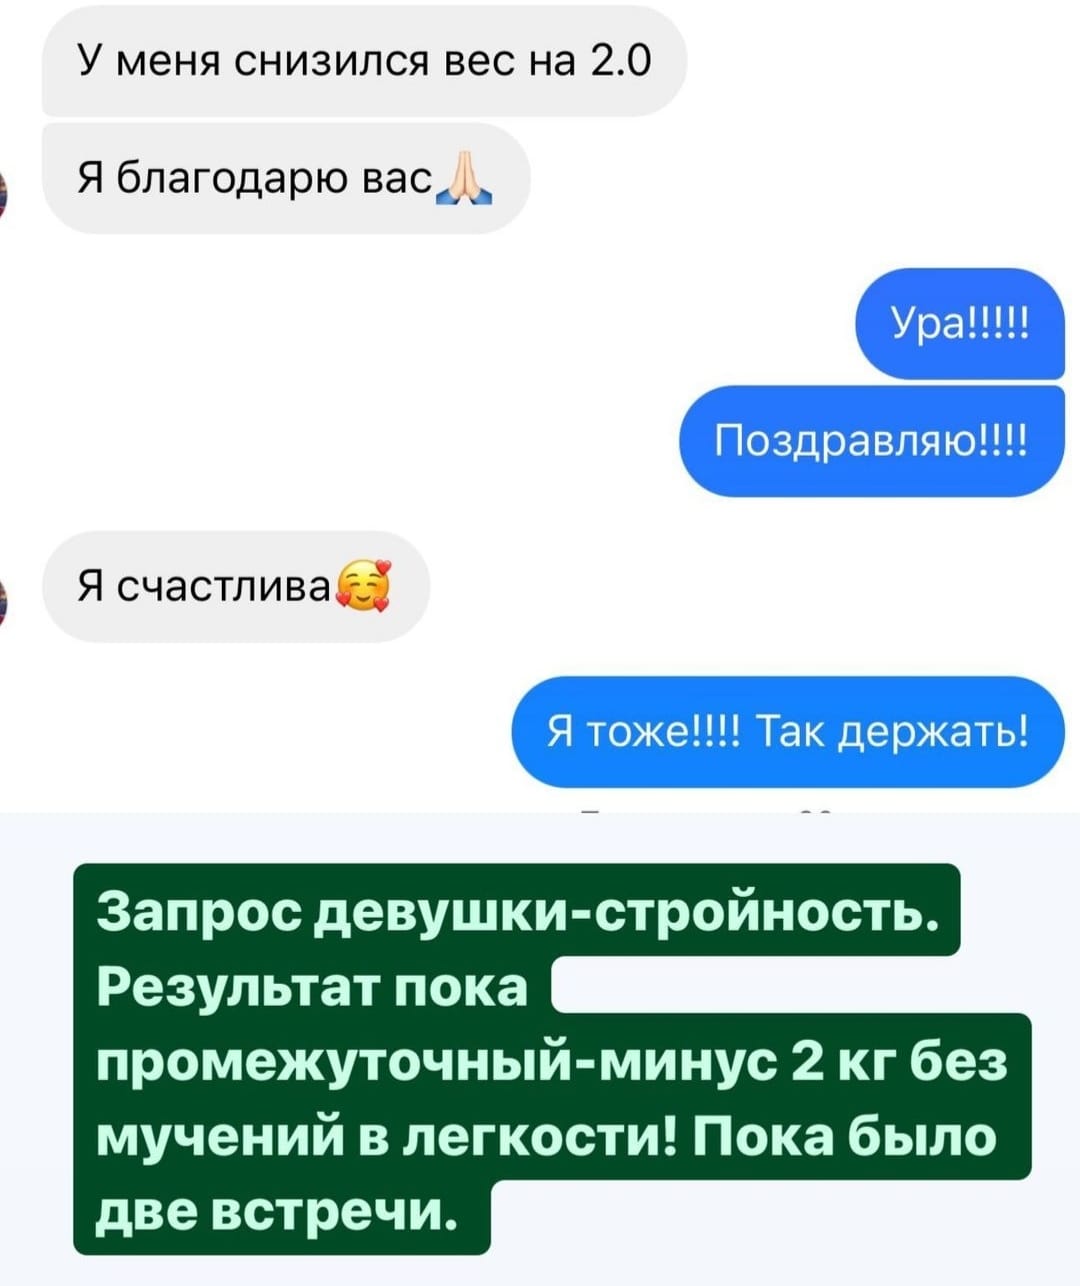 У меня снизился вес на 2.0
Я благодарю вас🙏🏻
Ура!!!!!
Поздравляю!!!!
Я счастлива🥰
Я тоже!!!! Так держать!
Запрос девушки-стройность.
Результат пока
промежуточный-минус 2 кг без
мучений в легкости! Пока было
две встречи.